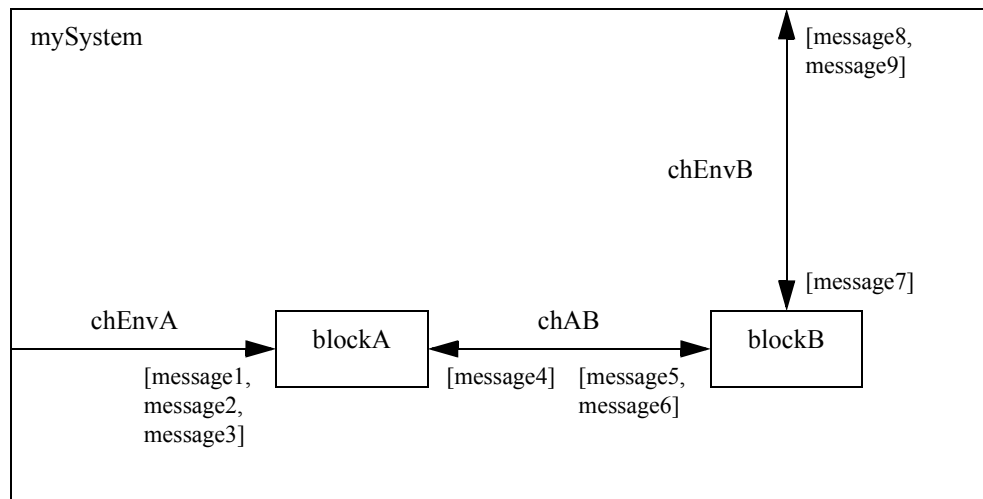 mySystem
[message8,
message9]
chEnvB
[message7]
chEnvA
blockA
chAB
blockB
[message1,
message2,
message3]
[message4]
[message5,
message6]